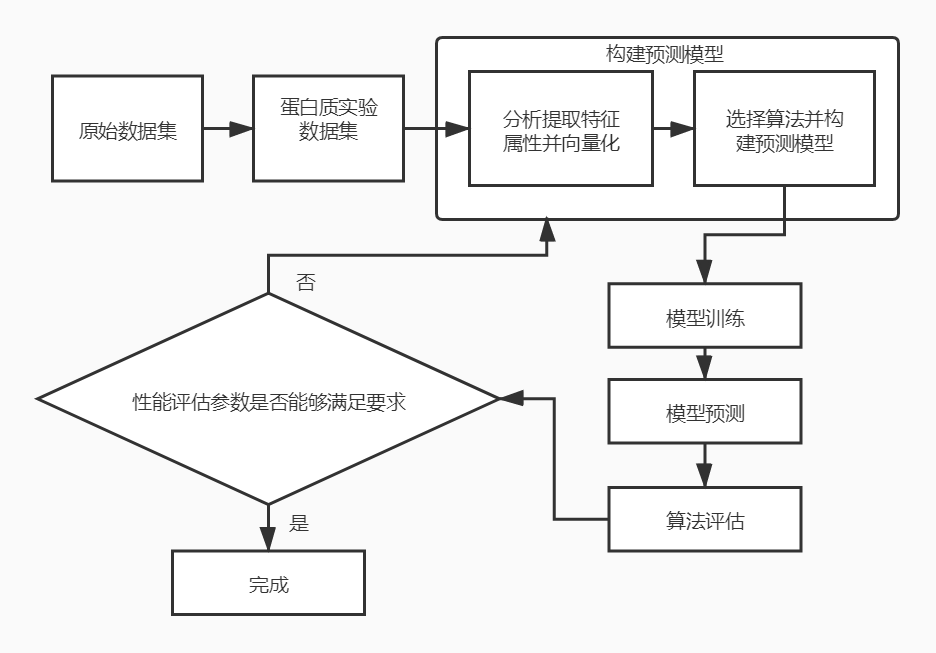 构建预测模型
原始数据集
蛋白质实验
数据集
分析提取特征
属性并向量化
选择算法并构
建预测模型
否
模型训练
性能评估参数是否能够满足要求
模型预测
是
算法评估
完成